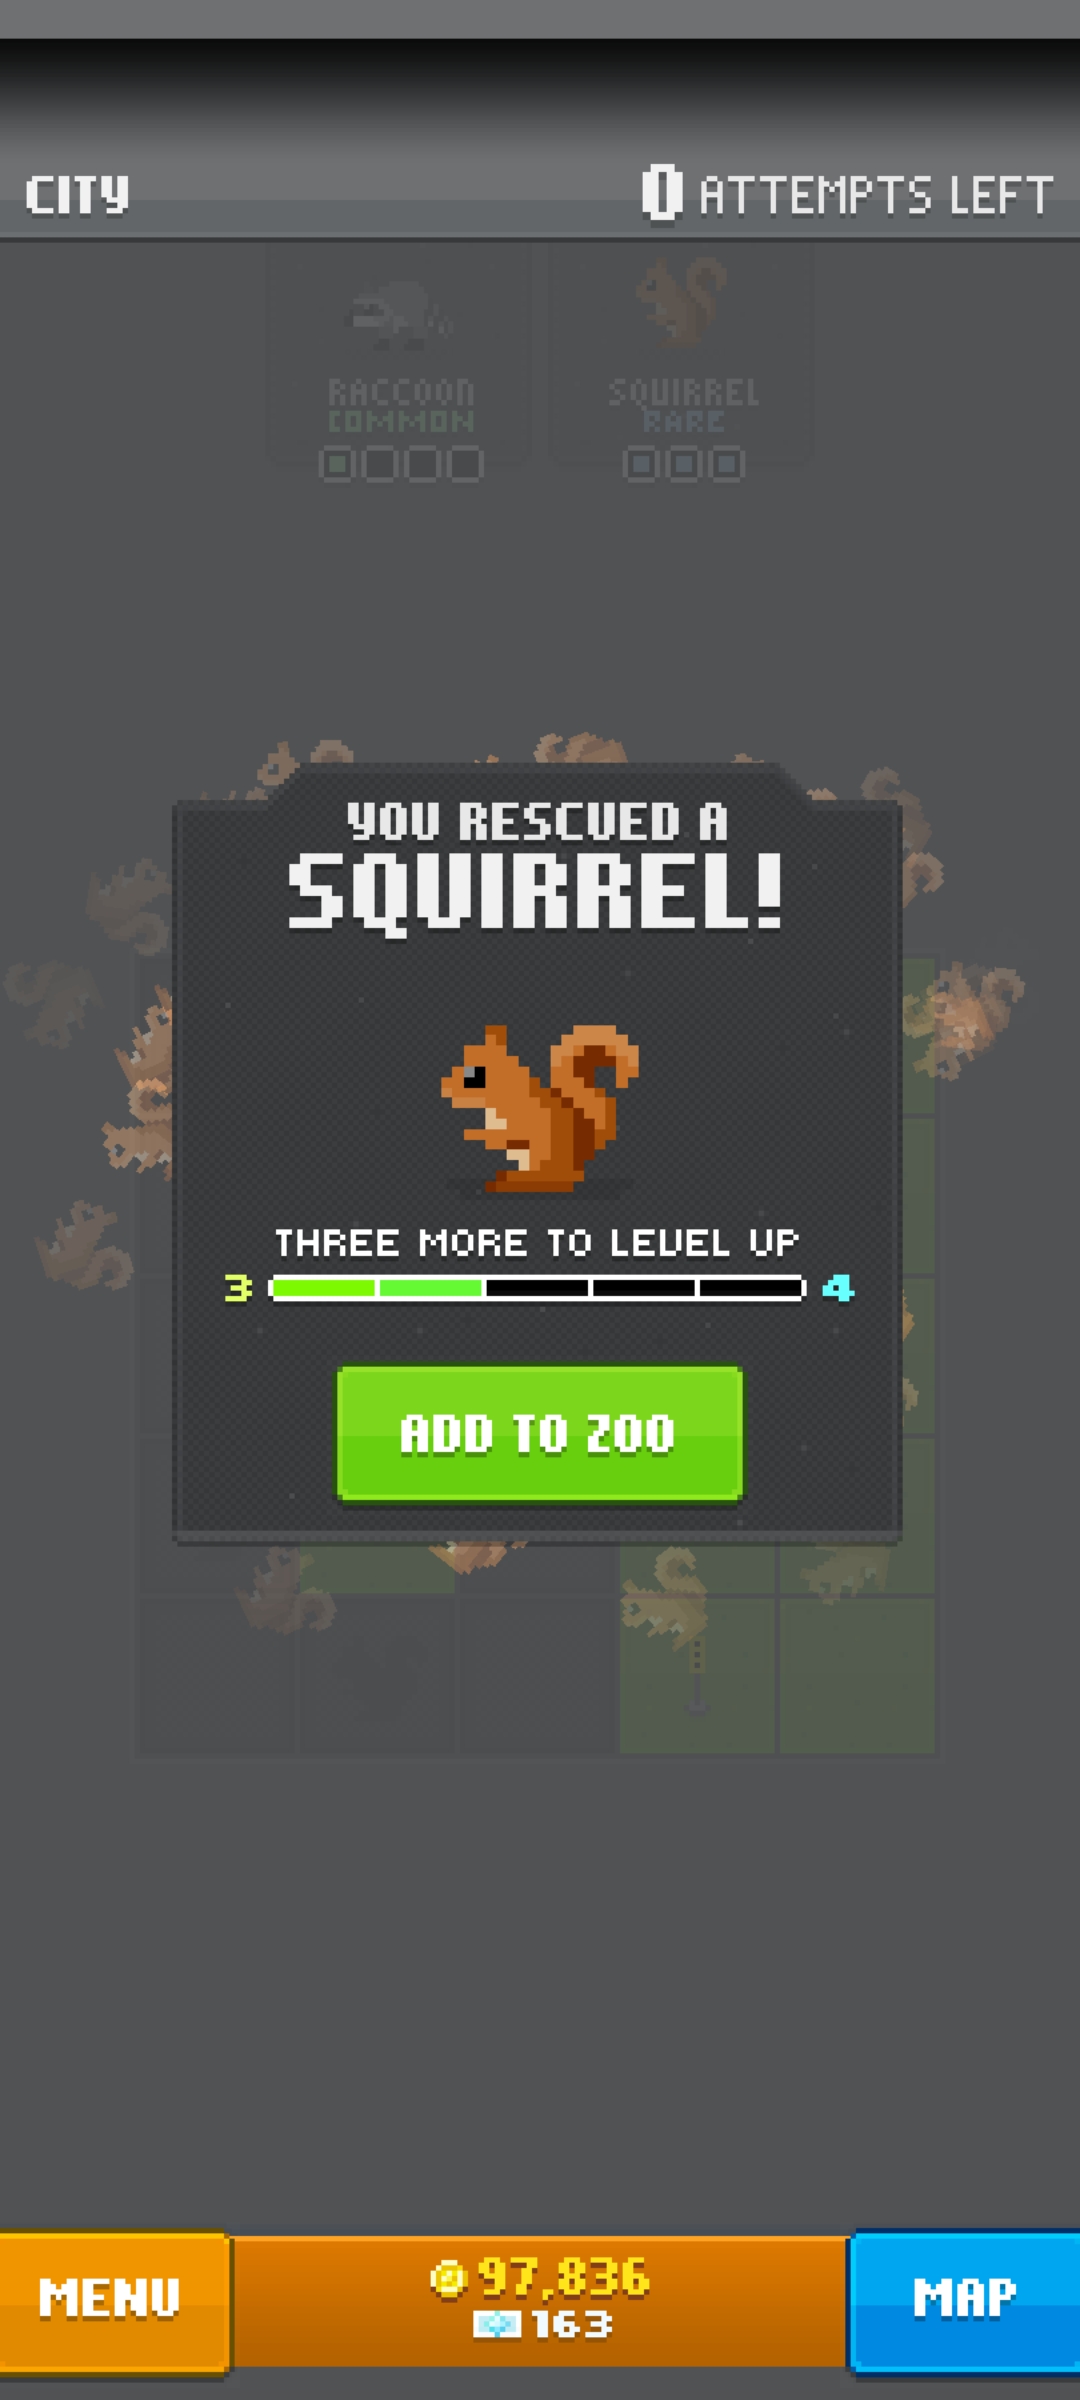 CITY
0 ATTEMPTS LEFT
RACCOON
COMMON
SQUIRREL
RARE
YOU RESCUED A
SQUIRREL!
THREE MORE TO LEVEL UP
3
4
ADD TO ZOO
MENU
97,836
163
MAP